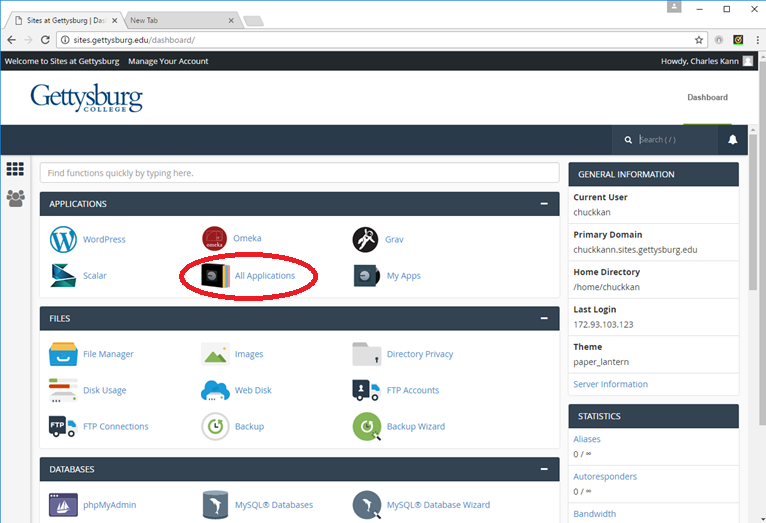 Sites at Gettysburg | Das
New Tab
sites.gettysburg.edu/dashboard/
Welcome to Sites at Gettysburg Manage Your Account
Howdy, Charles Kann
Gettysburg
COLLEGE
Dashboard
Search ( / )
Find functions quickly by typing here.
APPLICATIONS
WordPress
Omeka
Grav
Scalar
All Applications
My Apps
FILES
File Manager
Images
Directory Privacy
Disk Usage
Web Disk
FTP Accounts
FTP Connections
Backup
Backup Wizard
DATABASES
phpMyAdmin
MySQL® Databases
MySQL® Database Wizard
GENERAL INFORMATION
Current User
chuckkan
Primary Domain
chuckkann.sites.gettysburg.edu
Home Directory
/home/chuckkan
Last Login
172.93.103.123
Theme
paper_lantern
Server Information
STATISTICS
Aliases
0 / ∞
Autoresponders
0 / ∞
Bandwidth